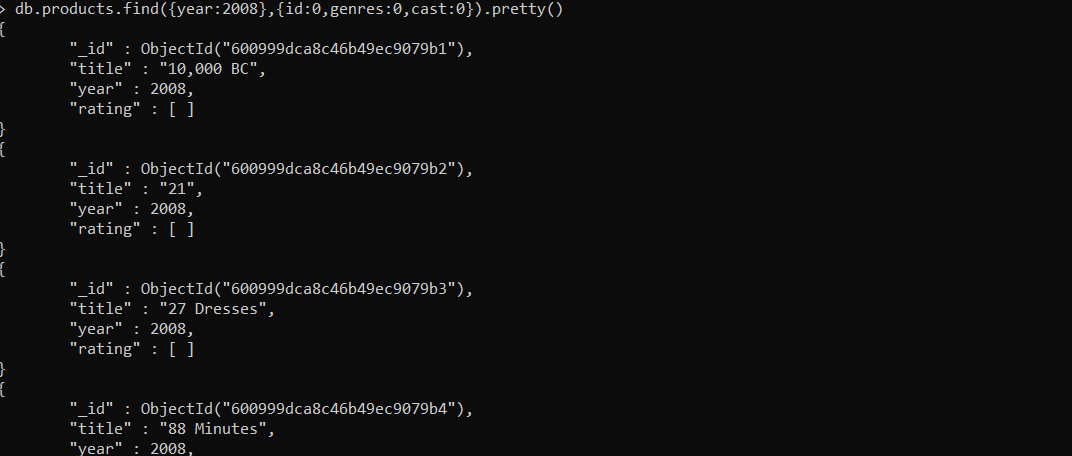 > db.products.find({year:2008},{id:0,genres:0,cast:0}).pretty()
{
"_id" : ObjectId("600999dca8c46b49ec9079b1"),
"title" : "10,000 BC",
"year" : 2008,
"rating" : [ ]
}
{
"_id" : ObjectId("600999dca8c46b49ec9079b2"),
"title" : "21",
"year" : 2008,
"rating" : [ ]
}
{
"_id" : ObjectId("600999dca8c46b49ec9079b3"),
"title" : "27 Dresses",
"year" : 2008,
"rating" : [ ]
}
{
"_id" : ObjectId("600999dca8c46b49ec9079b4"),
"title" : "88 Minutes",
"year" : 2008,